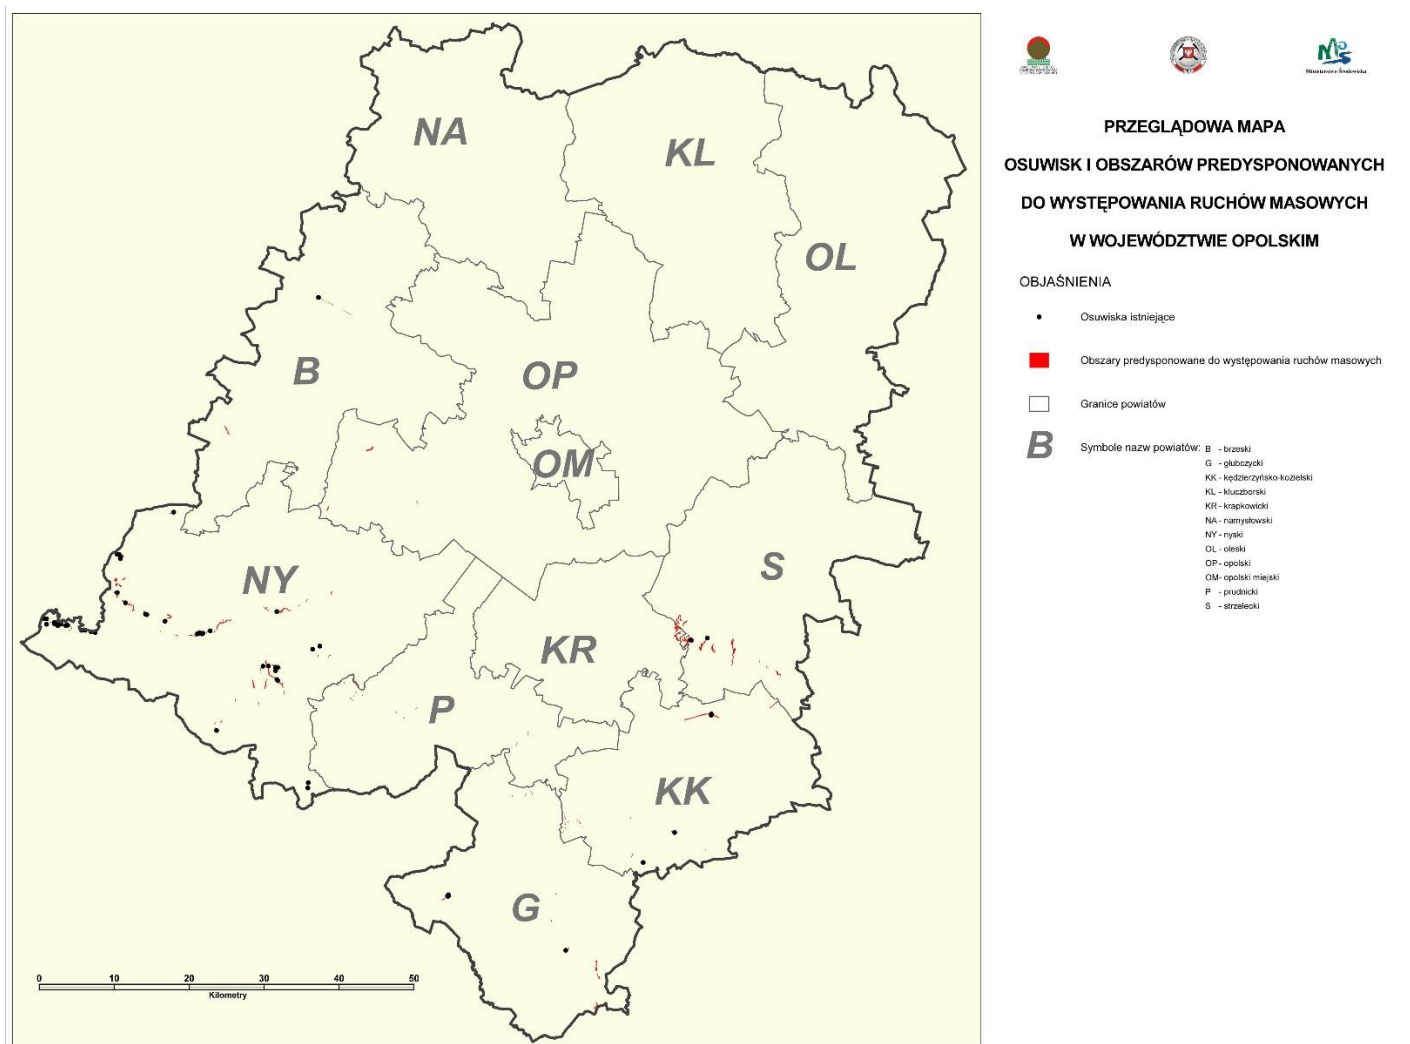 NA
KL
OL
B
OP
OM
NY
S
KR
P
KK
G
0 10 20 30 40 50
Kilometry
Ministerstwo Środowiska
PRZEGLĄDOWA MAPA
OSUWISK I OBSZARÓW PREDYSPONOWANYCH
DO WYSTĘPOWANIA RUCHÓW MASOWYCH
W WOJEWÓDZTWIE OPOLSKIM
OBJAŚNIENIA
Osuwiska istniejące
Obszary predysponowane do występowania ruchów masowych
Granice powiatów
B Symbole nazw powiatów:
B - brzeski
G - głubczycki
KK - kędzierzyńsko-kozielski
KL - kluczborski
KR - krapkowicki
NA - namysłowski
NY - nyski
OL - oleski
OP - opolski
OM- opolski miejski
P - prudnicki
S - strzelecki